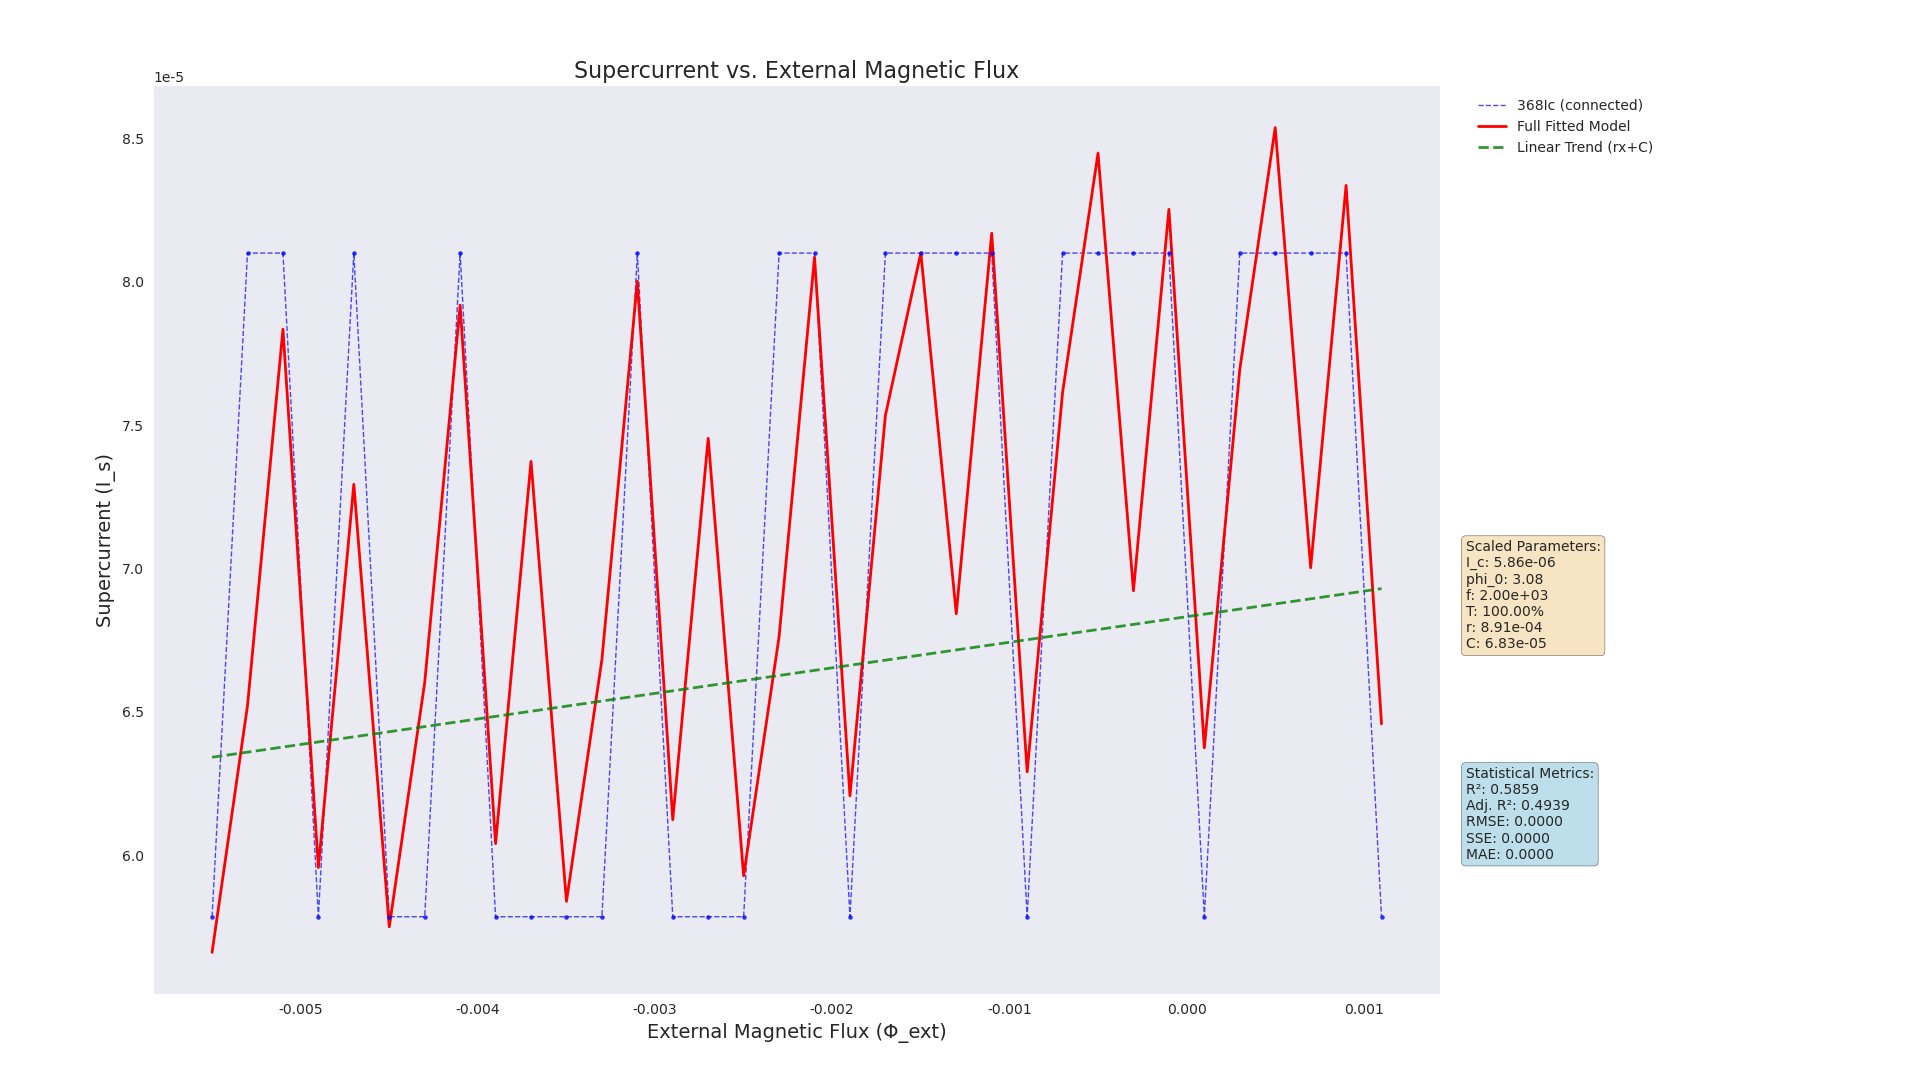 Supercurrent vs. External Magnetic Flux
1e-5
8.5
8.0
7.5
7.0
6.5
6.0
Supercurrent (I_s)
-0.005
-0.004
-0.003
-0.002
-0.001
0.000
0.001
External Magnetic Flux (Φ_ext)
368Ic (connected)
Full Fitted Model
Linear Trend (rx+C)
Scaled Parameters:
I_c: 5.86e-06
phi_0: 3.08
f: 2.00e+03
T: 100.00%
r: 8.91e-04
C: 6.83e-05
Statistical Metrics:
R²: 0.5859
Adj. R²: 0.4939
RMSE: 0.0000
SSE: 0.0000
MAE: 0.0000